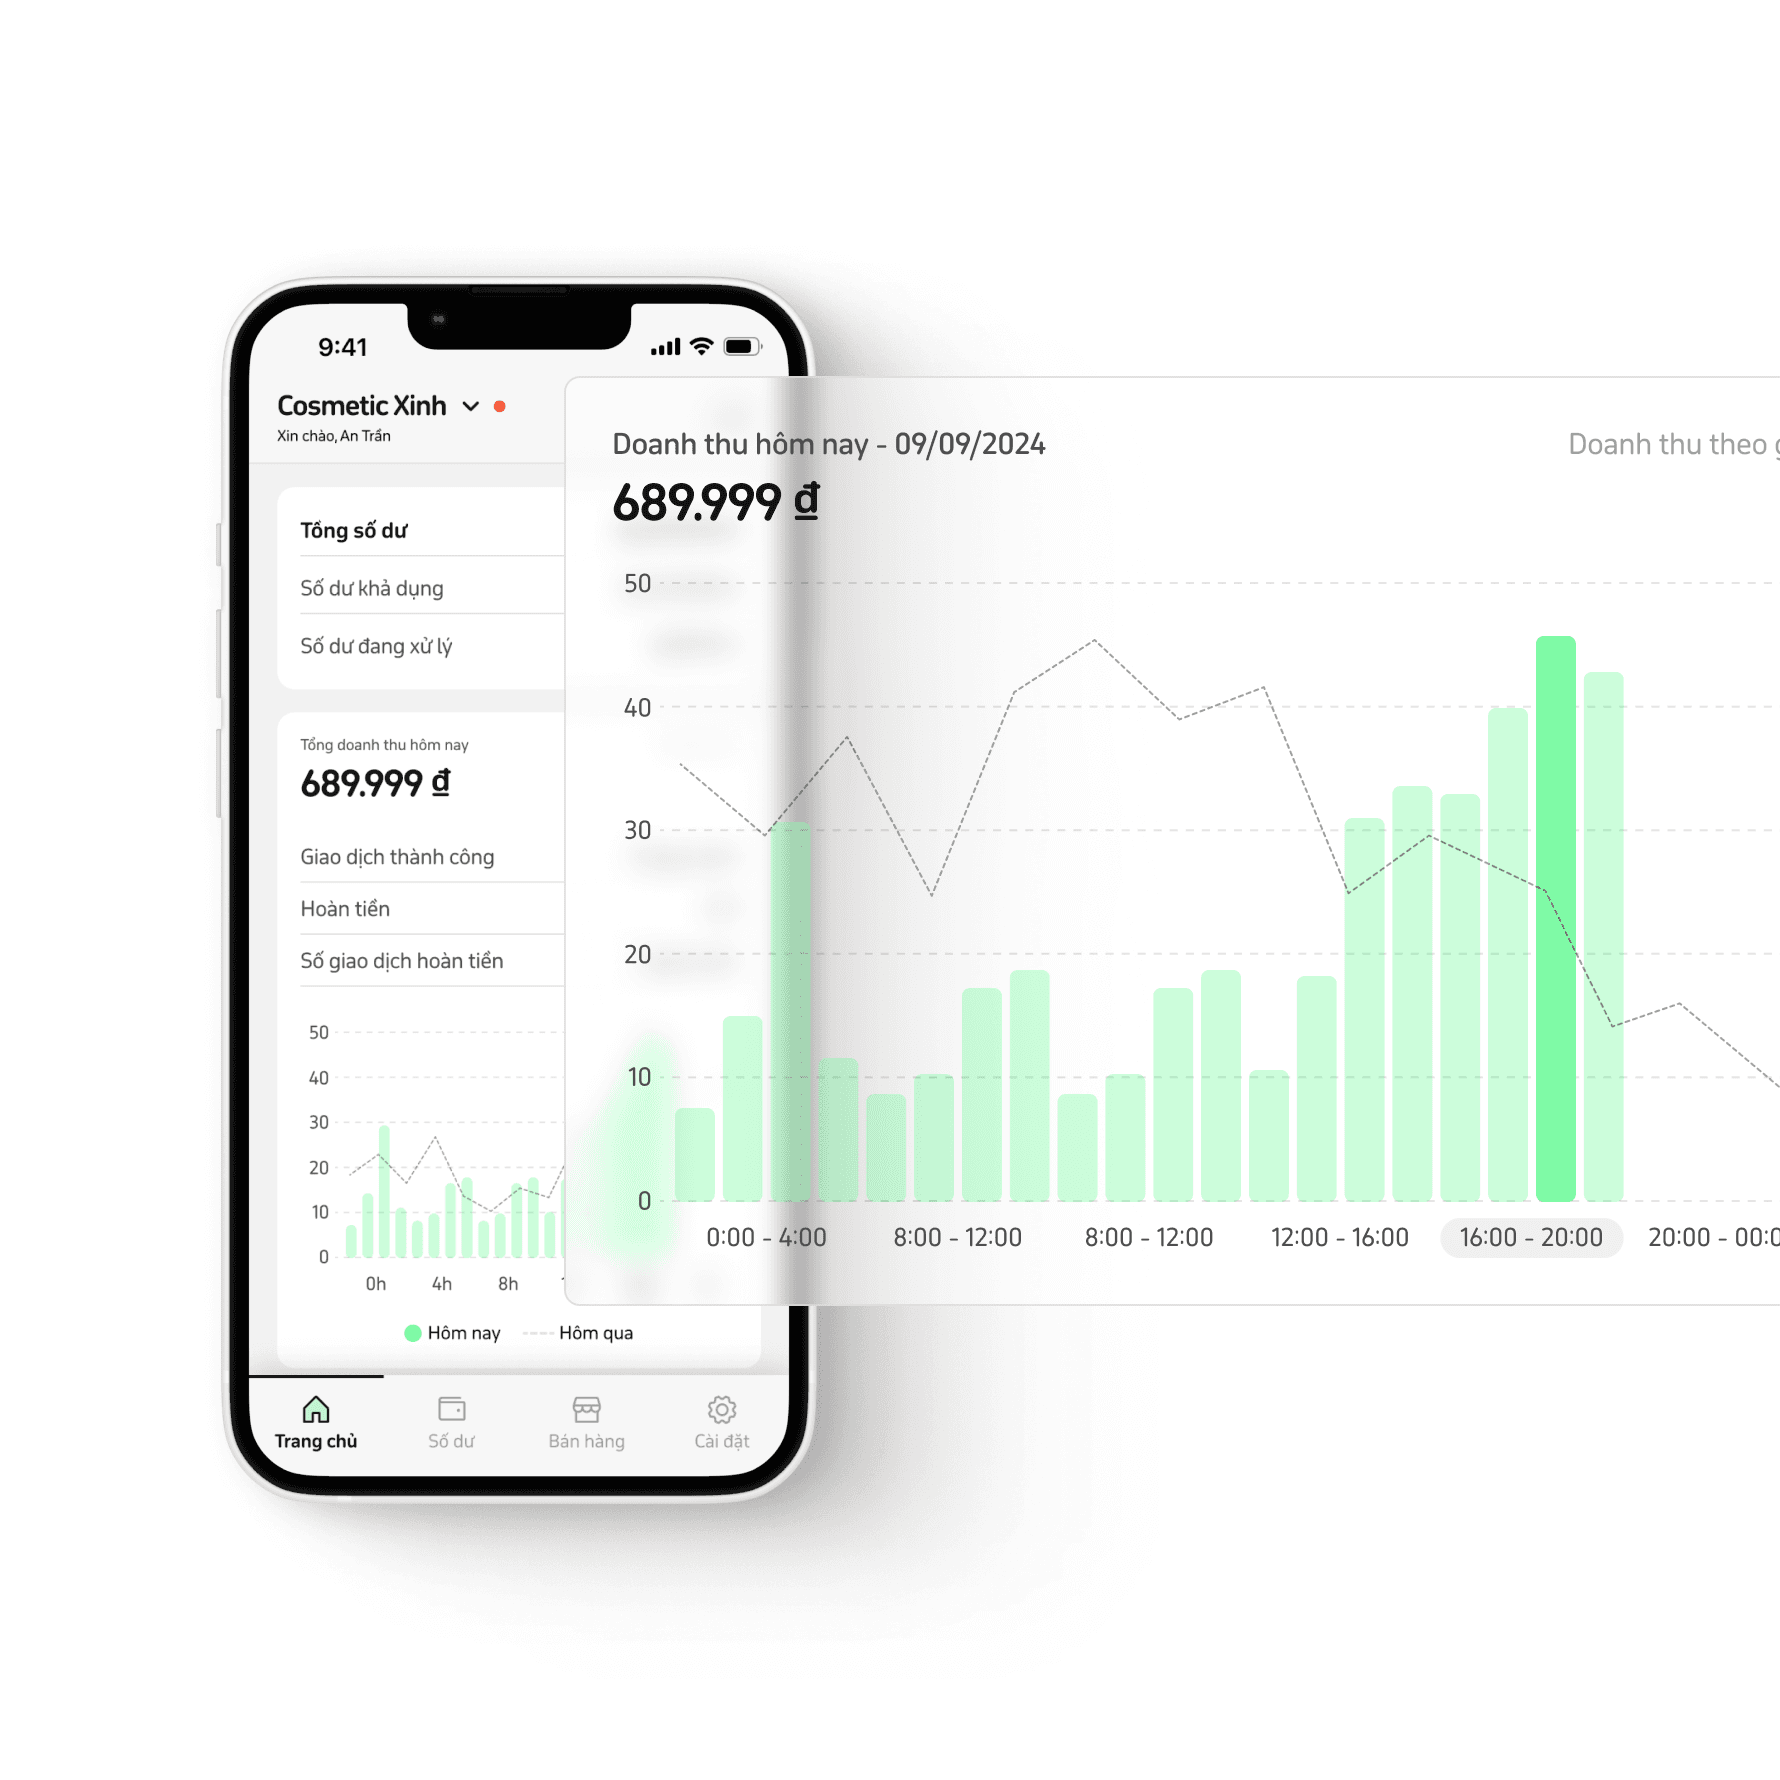 9:41
Cosmetic Xinh
Xin chào, An Trần
Tổng số dư
Số dư khả dụng
Số dư đang xử lý
Tổng doanh thu hôm nay
689.999 ₫
Giao dịch thành công
Hoàn tiền
Số giao dịch hoàn tiền
50
40
30
20
10
0
0h 4h 8h
Hôm nay Hôm qua
Trang chủ Số dư Bán hàng Cài đặt
Doanh thu hôm nay - 09/09/2024 Doanh thu theo
689.999 ₫
50
40
30
20
10
0
0:00 - 4:00 8:00 - 12:00 8:00 - 12:00 12:00 - 16:00 16:00 - 20:00 20:00 - 00:0